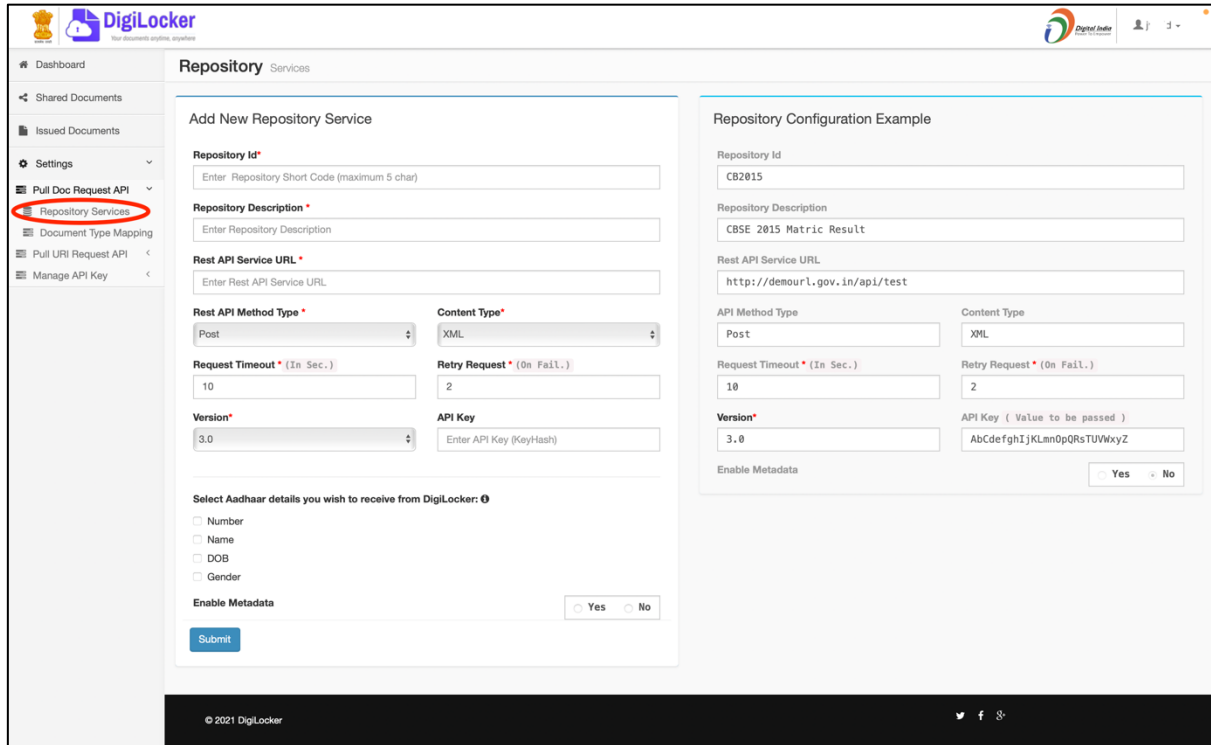 DigiLocker
Your documents anytime, anywhere
Digital India
Power To Empower
Dashboard
Shared Documents
Issued Documents
Settings
Pull Doc Request API
Repository Services
Document Type Mapping
Pull URI Request API
Manage API Key
Repository Services
Add New Repository Service
Repository Id*
Enter Repository Short Code (maximum 5 char)
Repository Description *
Enter Repository Description
Rest API Service URL *
Enter Rest API Service URL
Rest API Method Type * Content Type*
Post XML
Request Timeout * (In Sec.) Retry Request * (On Fail.)
10 2
Version* API Key
3.0 Enter API Key (KeyHash)
Select Aadhaar details you wish to receive from DigiLocker:
Number
Name
DOB
Gender
Enable Metadata Yes No
Submit
Repository Configuration Example
Repository Id
CB2015
Repository Description
CBSE 2015 Matric Result
Rest API Service URL
http://demourl.gov.in/api/test
API Method Type Content Type
Post XML
Request Timeout * (In Sec.) Retry Request * (On Fail.)
10 2
Version* API Key ( Value to be passed )
3.0 AbCdefghIjKLmnOpQRsTUVWxyZ
Enable Metadata Yes No
© 2021 DigiLocker